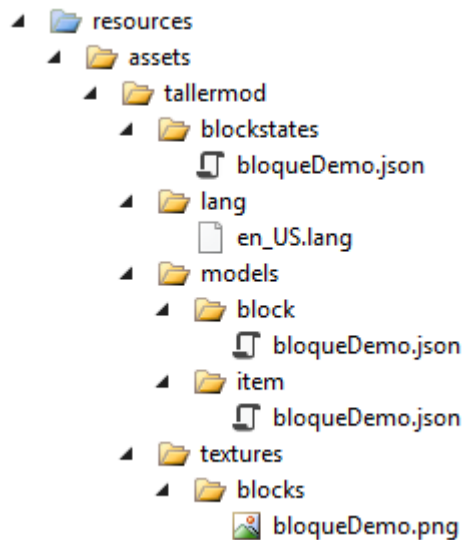 resources
assets
tallermod
blockstates
bloqueDemo.json
lang
en_US.lang
models
block
bloqueDemo.json
item
bloqueDemo.json
textures
blocks
bloqueDemo.png